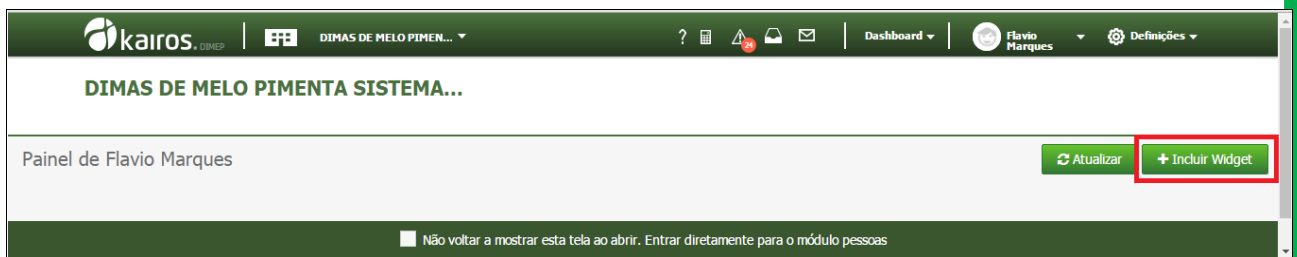 kairos. DIMEP DIMAS DE MELO PIMEN... ? 24 Dashboard Flavio Marques Definições
DIMAS DE MELO PIMENTA SISTEMA...
Painel de Flavio Marques Atualizar + Incluir Widget
Não voltar a mostrar esta tela ao abrir. Entrar diretamente para o módulo pessoas